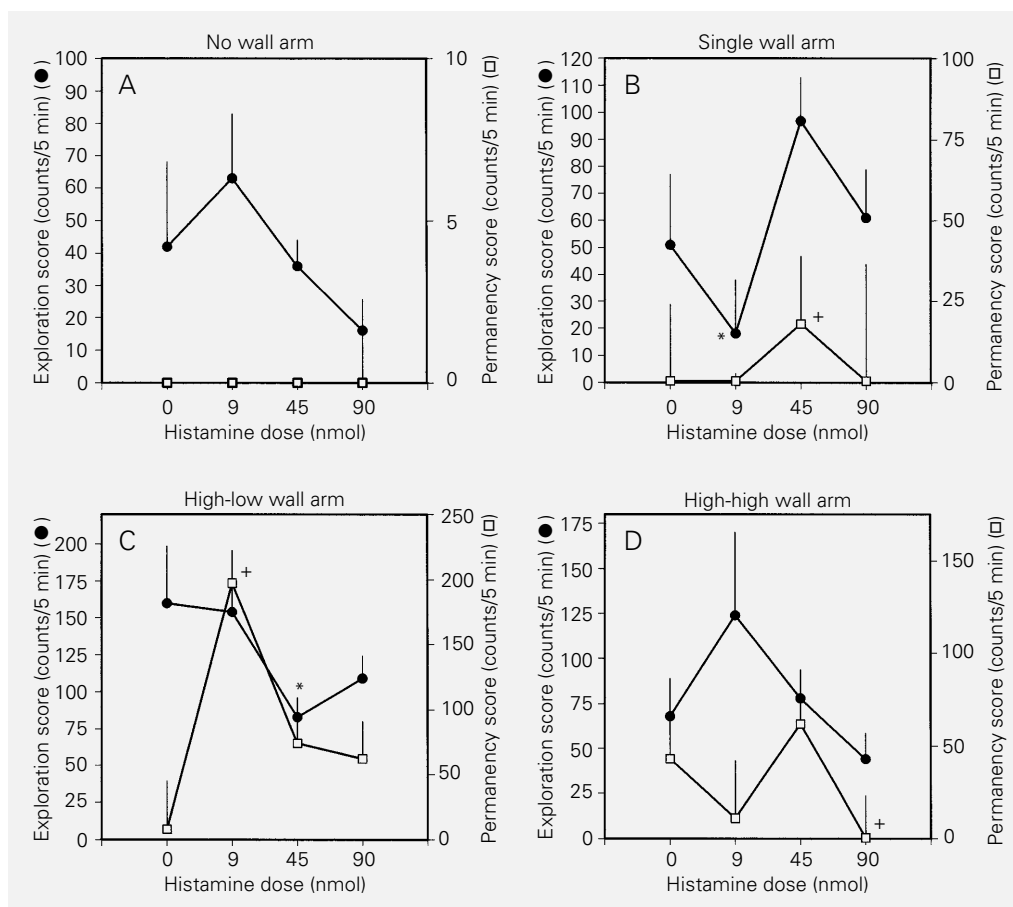 No wall arm
A
Exploration score (counts/5 min) (●)
100
90
80
70
60
50
40
30
20
10
0
10
5
0
Permanency score (counts/5 min) (□)
0 9 45 90
Histamine dose (nmol)
Single wall arm
B
Exploration score (counts/5 min) (●)
120
110
100
90
80
70
60
50
40
30
20
10
0
100
75
50
25
0
Permanency score (counts/5 min) (□)
*
+
0 9 45 90
Histamine dose (nmol)
High-low wall arm
C
Exploration score (counts/5 min) (●)
200
175
150
125
100
75
50
25
0
250
200
150
100
50
0
Permanency score (counts/5 min) (□)
+
*
0 9 45 90
Histamine dose (nmol)
High-high wall arm
D
Exploration score (counts/5 min) (●)
175
150
125
100
75
50
25
0
150
100
50
0
Permanency score (counts/5 min) (□)
+
0 9 45 90
Histamine dose (nmol)